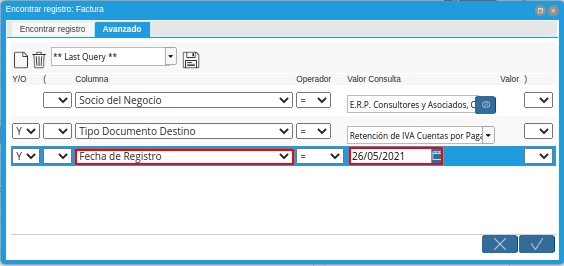 Encontrar registro: Factura
Encontrar registro Avanzado
** Last Query **
Y/O ( Columna Operador Valor Consulta Valor )
Socio del Negocio = E.R.P. Consultores y Asociados, C
Y Tipo Documento Destino = Retención de IVA Cuentas por Paga
Y Fecha de Registro = 26/05/2021